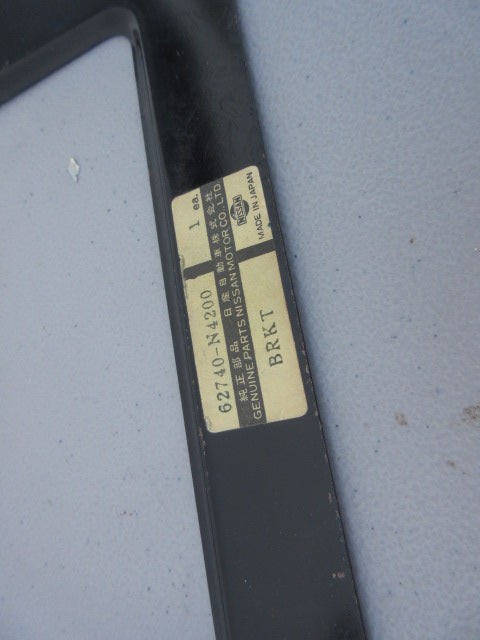 62740-N4200
1 ea.
純正部品 日産自動車株式会社
GENUINE PARTS NISSAN MOTOR CO., LTD.
BRKT
NISSAN
MADE IN JAPAN